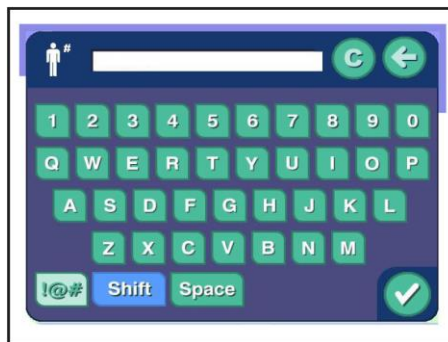 #
C
1 2 3 4 5 6 7 8 9 0
Q W E R T Y U I O P
A S D F G H J K L
Z X C V B N M
!@# Shift Space